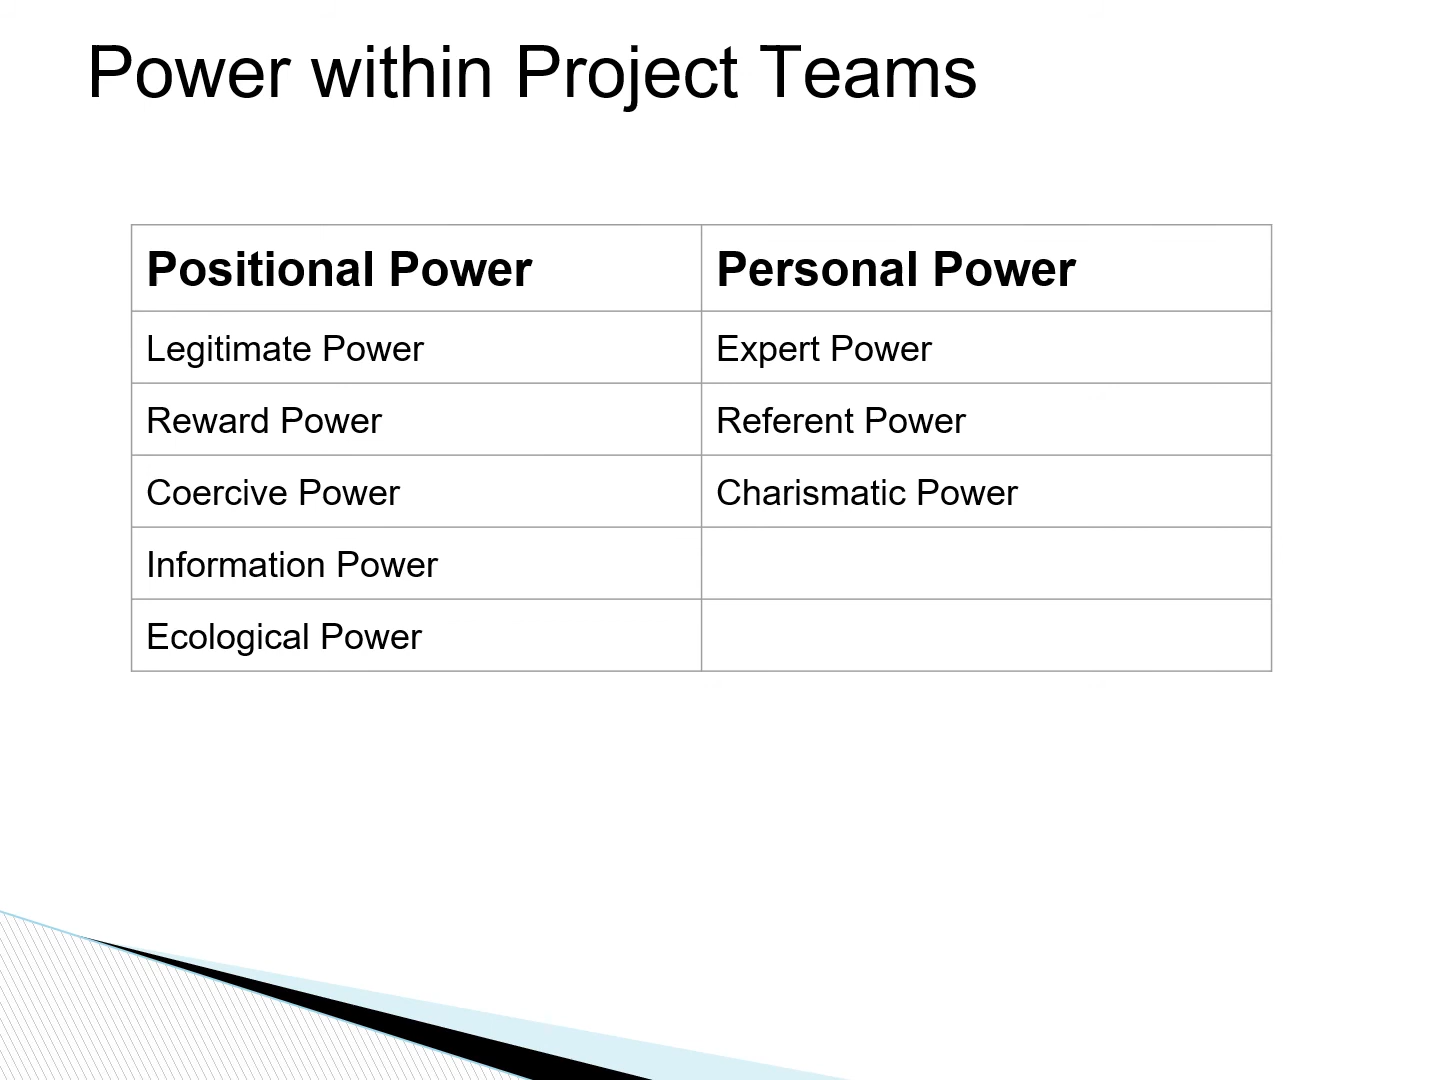 Power within Project Teams
Positional Power Personal Power
Legitimate Power Expert Power
Reward Power Referent Power
Coercive Power Charismatic Power
Information Power
Ecological Power